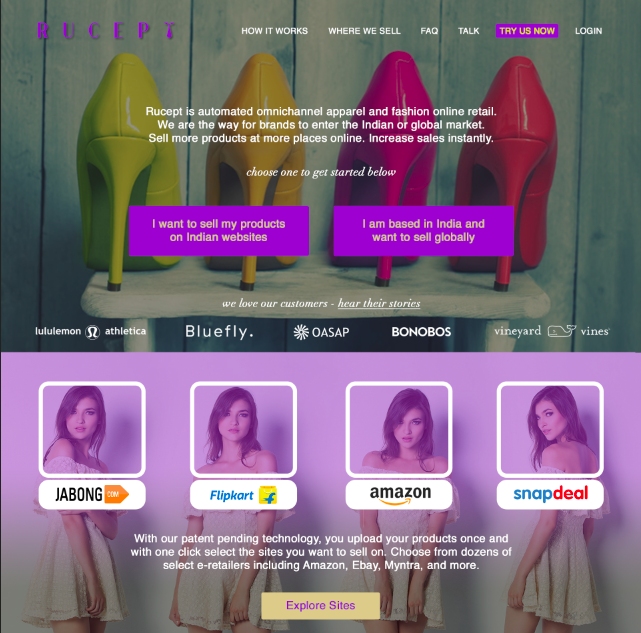 RUCEPT
HOW IT WORKS WHERE WE SELL FAQ TALK TRY US NOW LOGIN
Rucept is automated omnichannel apparel and fashion online retail.
We are the way for brands to enter the Indian or global market.
Sell more products at more places online. Increase sales instantly.
choose one to get started below
I want to sell my products
on Indian websites
I am based in India and
want to sell globally
we love our customers - hear their stories
lululemon athletica Bluefly. OASAP BONOBOS vineyard vines
JABONG COM Flipkart amazon snapdeal
With our patent pending technology, you upload your products once and
with one click select the sites you want to sell on. Choose from dozens of
select e-retailers including Amazon, Ebay, Myntra, and more.
Explore Sites